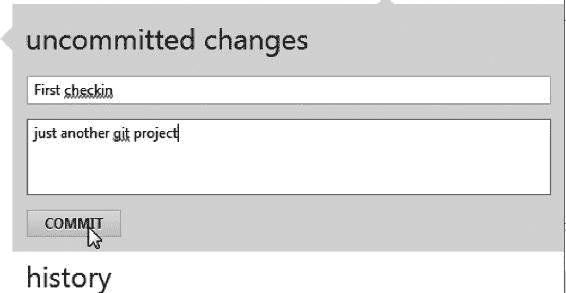 uncommitted changes
First checkin
just another git project
COMMIT
history